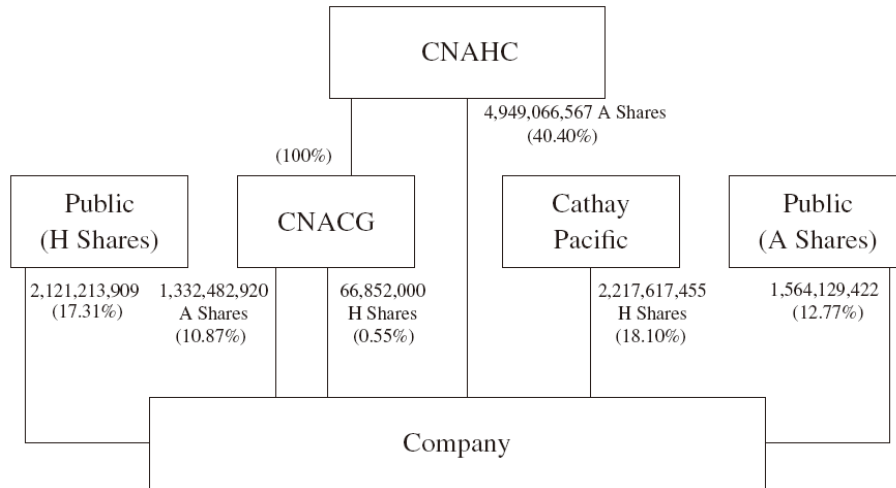 CNAHC
4,949,066,567 A Shares
(40.40%)
(100%)
Public
(H Shares)
CNACG
Cathay
Pacific
Public
(A Shares)
2,121,213,909
(17.31%)
1,332,482,920
A Shares
(10.87%)
66,852,000
H Shares
(0.55%)
2,217,617,455
H Shares
(18.10%)
1,564,129,422
(12.77%)
Company